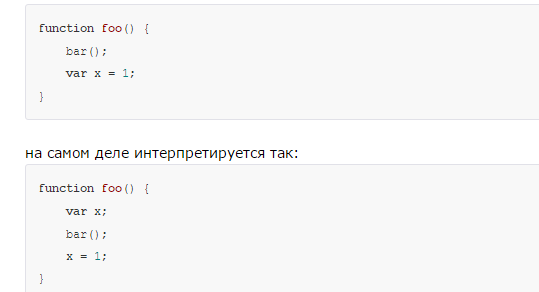 function foo() {
    bar();
    var x = 1;
}
на самом деле интерпретируется так:
function foo() {
    var x;
    bar();
    x = 1;
}